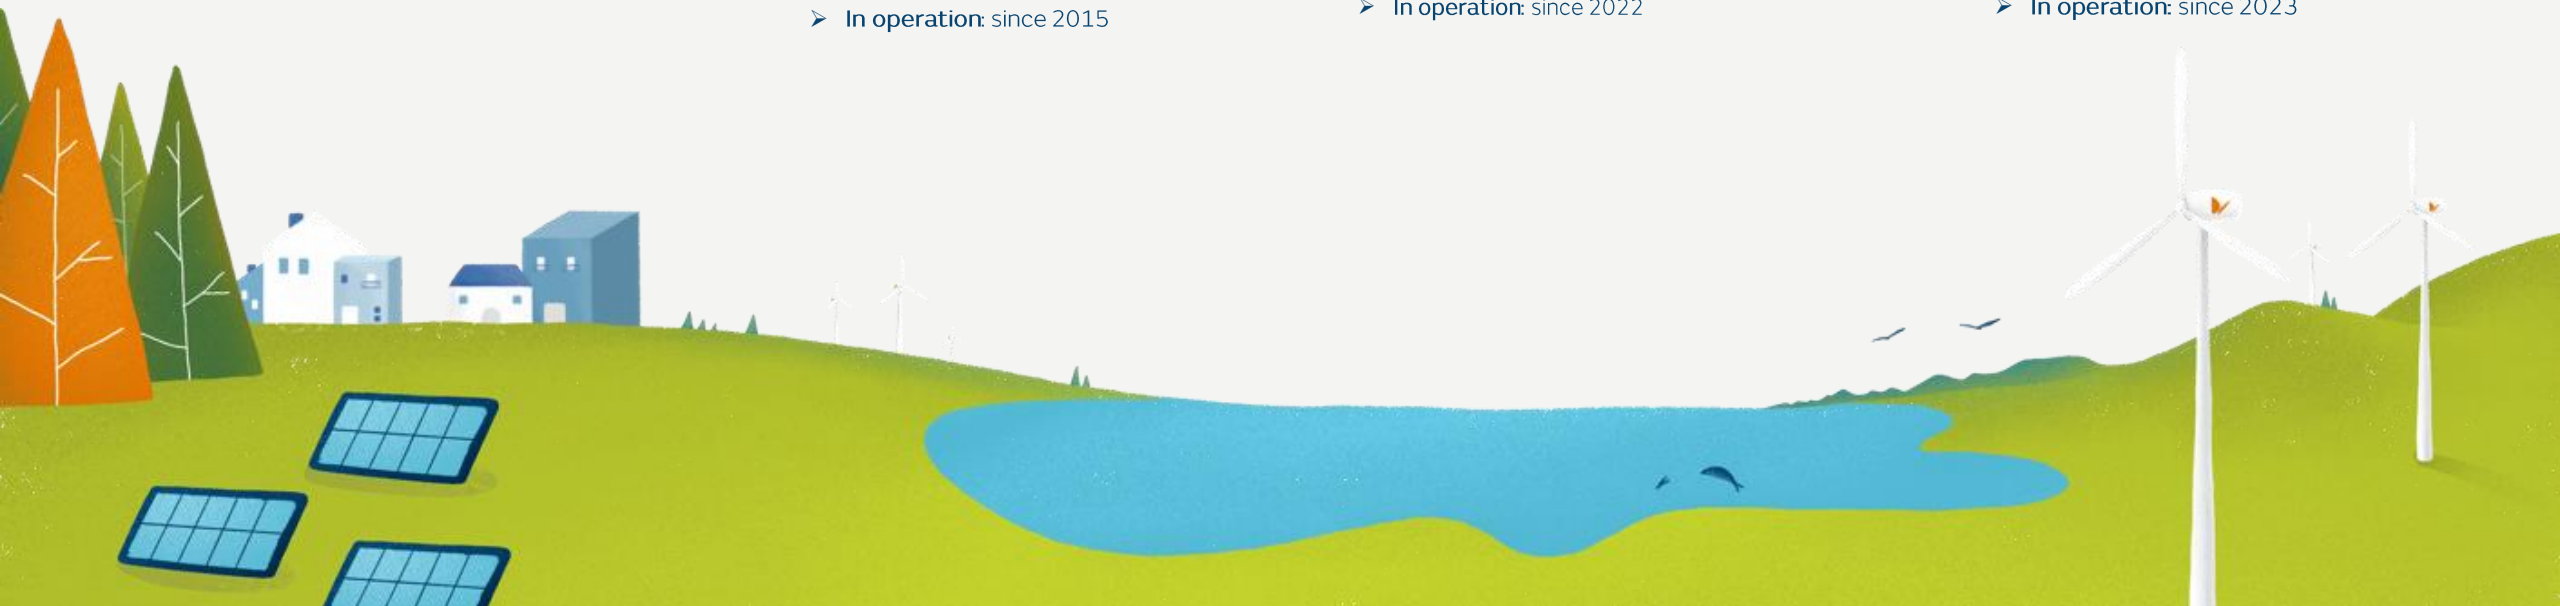 ➢ In operation: since 2015
➢ In operation: since 2022
➢ In operation: since 2023